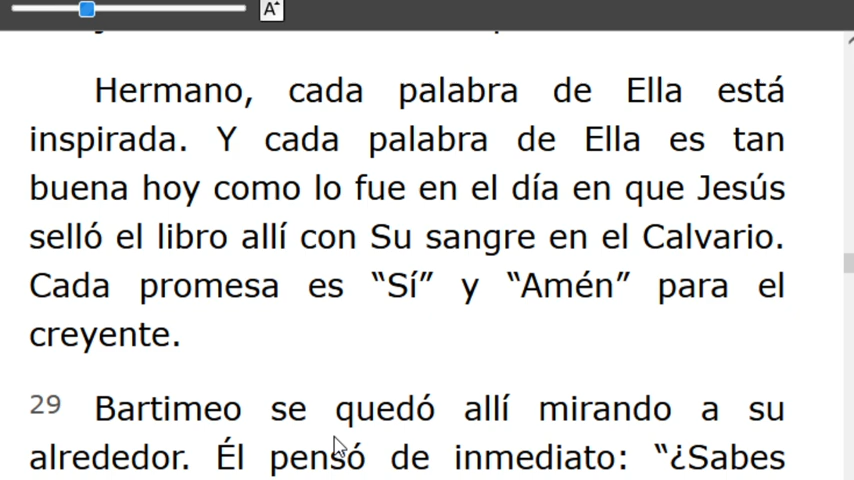 A
Hermano, cada palabra de Ella está
inspirada. Y cada palabra de Ella es tan
buena hoy como lo fue en el día en que Jesús
selló el libro allí con Su sangre en el Calvario.
Cada promesa es “Sí” y “Amén” para el
creyente.
29 Bartimeo se quedó allí mirando a su
alrededor. Él pensó de inmediato: “¿Sabes